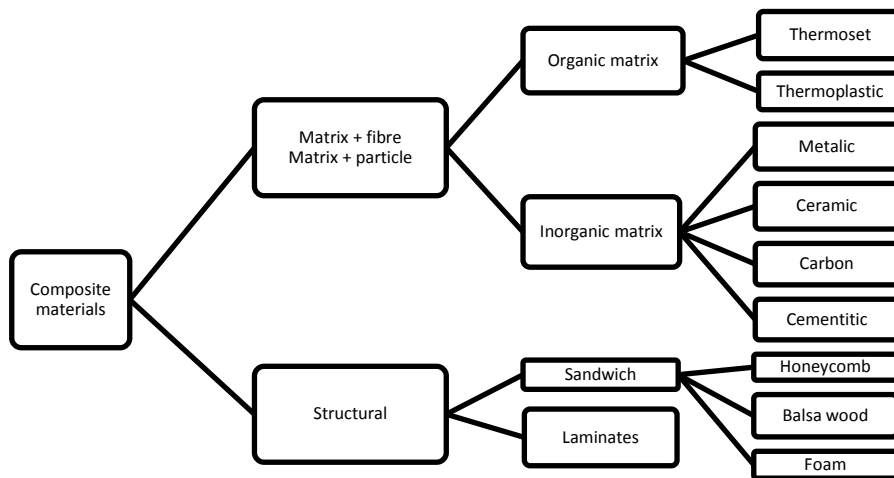 Thermoset
Organic matrix
Thermoplastic
Matrix + fibre
Matrix + particle
Metalic
Ceramic
Inorganic matrix
Carbon
Composite
materials
Cementitic
Sandwich
Honeycomb
Structural
Balsa wood
Laminates
Foam